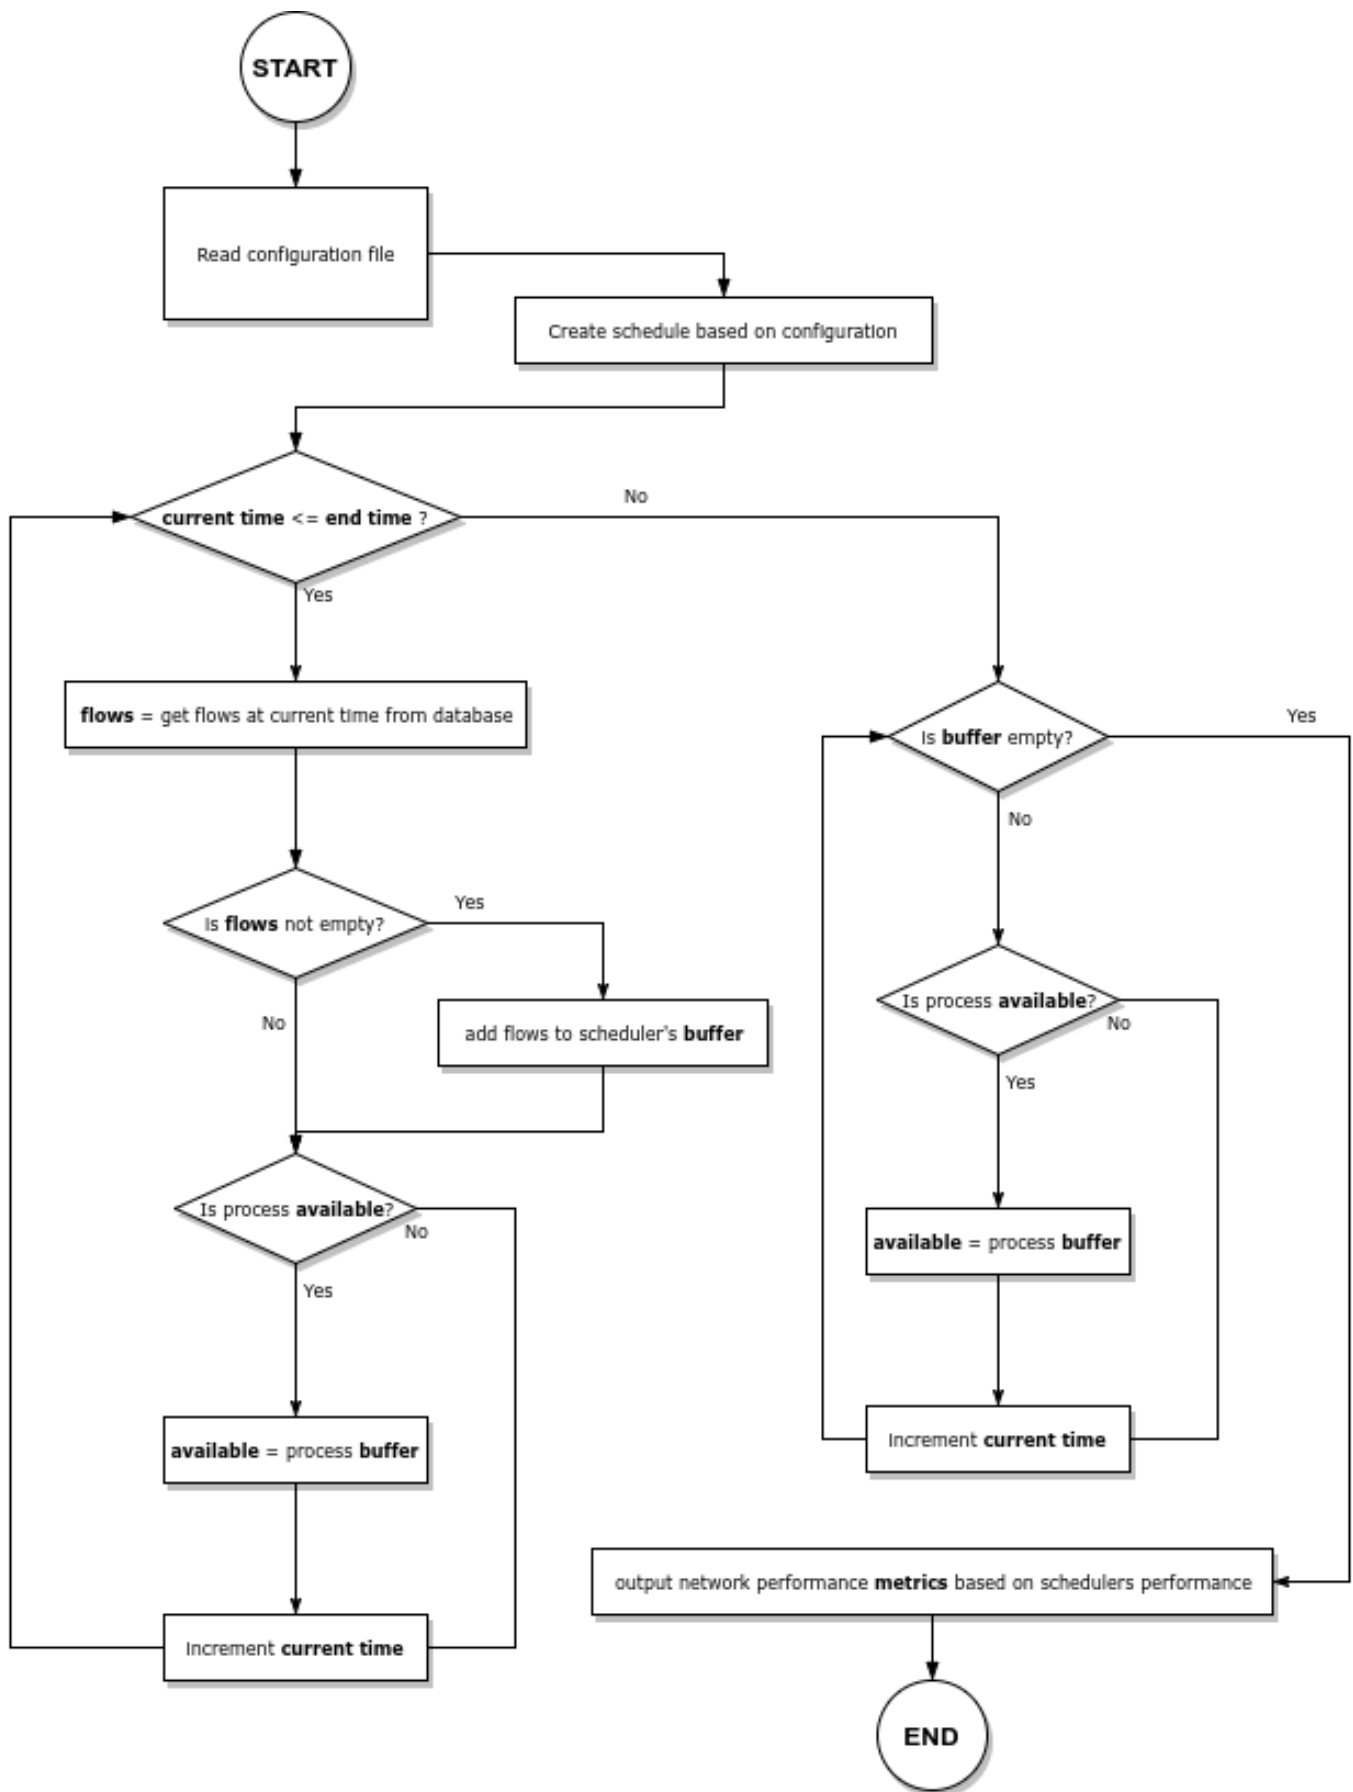 START
Read configuration file
Create schedule based on configuration
current time <= end time ?
No
Yes
flows = get flows at current time from database
Is buffer empty?
Yes
No
Is flows not empty?
Yes
No
add flows to scheduler's buffer
Is process available?
No
Yes
Is process available?
No
Yes
available = process buffer
Increment current time
available = process buffer
Increment current time
output network performance metrics based on schedulers performance
END